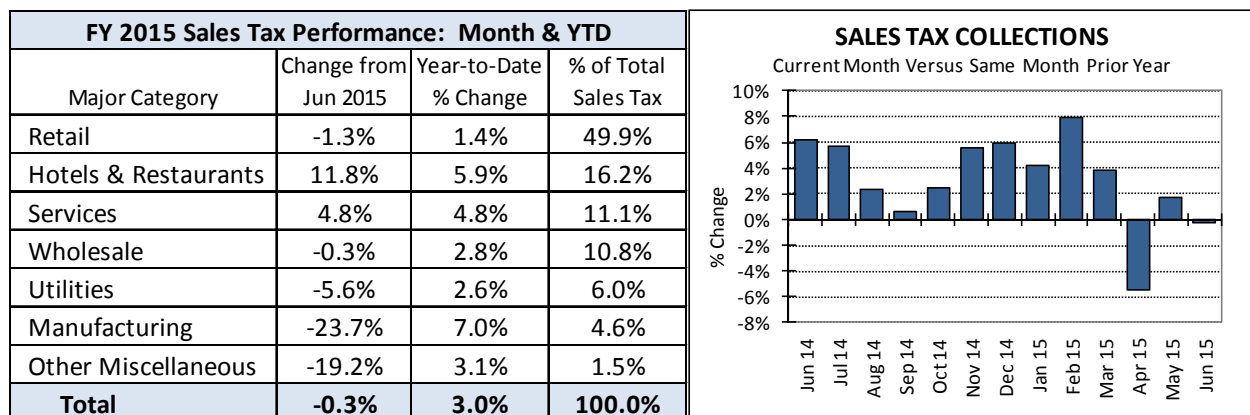 FY 2015 Sales Tax Performance: Month & YTD
Major Category Change from Jun 2015 Year-to-Date % Change % of Total Sales Tax
Retail -1.3% 1.4% 49.9%
Hotels & Restaurants 11.8% 5.9% 16.2%
Services 4.8% 4.8% 11.1%
Wholesale -0.3% 2.8% 10.8%
Utilities -5.6% 2.6% 6.0%
Manufacturing -23.7% 7.0% 4.6%
Other Miscellaneous -19.2% 3.1% 1.5%
Total -0.3% 3.0% 100.0%
SALES TAX COLLECTIONS
Current Month Versus Same Month Prior Year
% Change
10%
8%
6%
4%
2%
0%
-2%
-4%
-6%
-8%
Jun 14
Jul 14
Aug 14
Sep 14
Oct 14
Nov 14
Dec 14
Jan 15
Feb 15
Mar 15
Apr 15
May 15
Jun 15